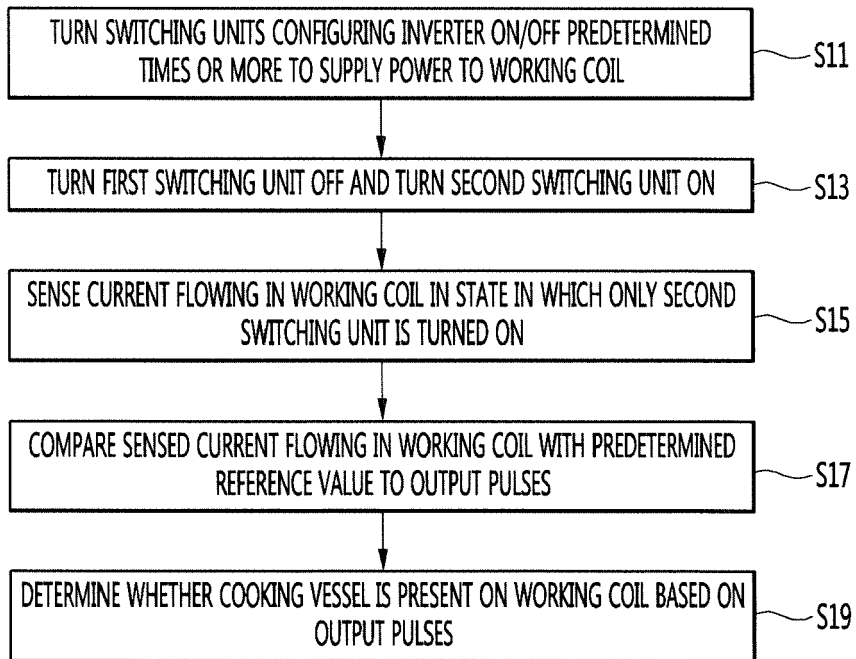 TURN SWITCHING UNITS CONFIGURING INVERTER ON/OFF PREDETERMINED
TIMES OR MORE TO SUPPLY POWER TO WORKING COIL
S11
TURN FIRST SWITCHING UNIT OFF AND TURN SECOND SWITCHING UNIT ON
S13
SENSE CURRENT FLOWING IN WORKING COIL IN STATE IN WHICH ONLY SECOND
SWITCHING UNIT IS TURNED ON
S15
COMPARE SENSED CURRENT FLOWING IN WORKING COIL WITH PREDETERMINED
REFERENCE VALUE TO OUTPUT PULSES
S17
DETERMINE WHETHER COOKING VESSEL IS PRESENT ON WORKING COIL BASED ON
OUTPUT PULSES
S19